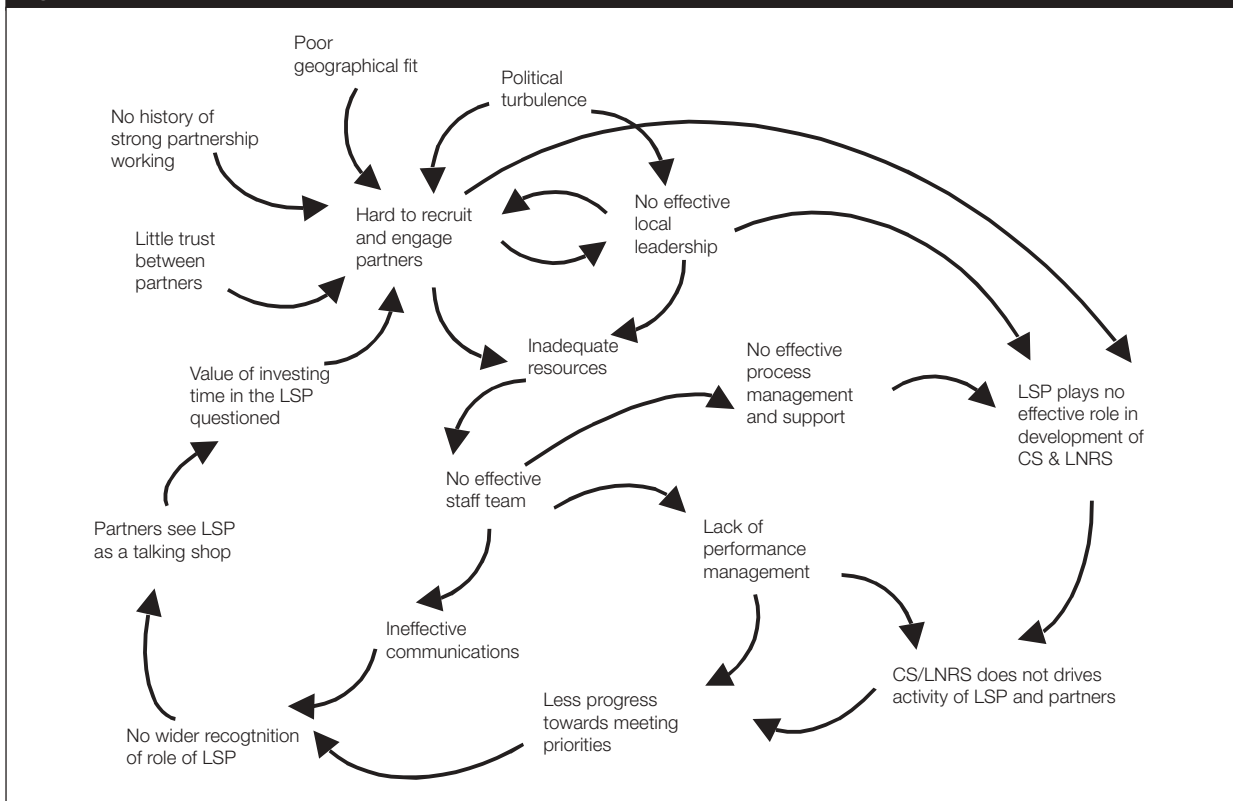 Poor
geographical fit
Political
turbulence
No history of
strong partnership
working
Hard to recruit
and engage
partners
No effective
local
leadership
Little trust
between
partners
Inadequate
resources
No effective
process
management
and support
Value of investing
time in the LSP
questioned
LSP plays no
effective role in
development of
CS & LNRS
No effective
staff team
Partners see LSP
as a talking shop
Lack of
performance
management
Ineffective
communications
CS/LNRS does not drives
activity of LSP and partners
Less progress
towards meeting
priorities
No wider recogtnition
of role of LSP